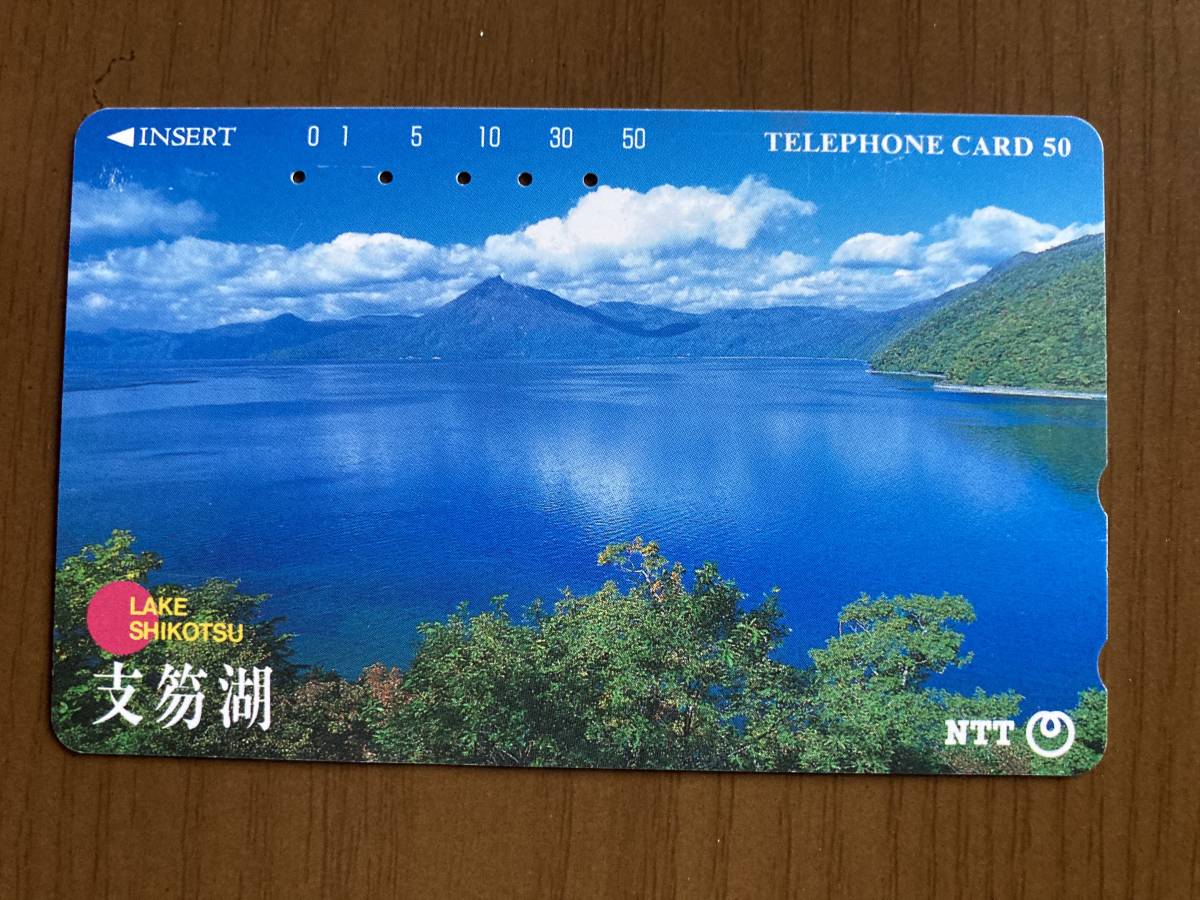 INSERT 0 1 5 10 30 50 TELEPHONE CARD 50
LAKE
SHIKOTSU
支笏湖
NTT